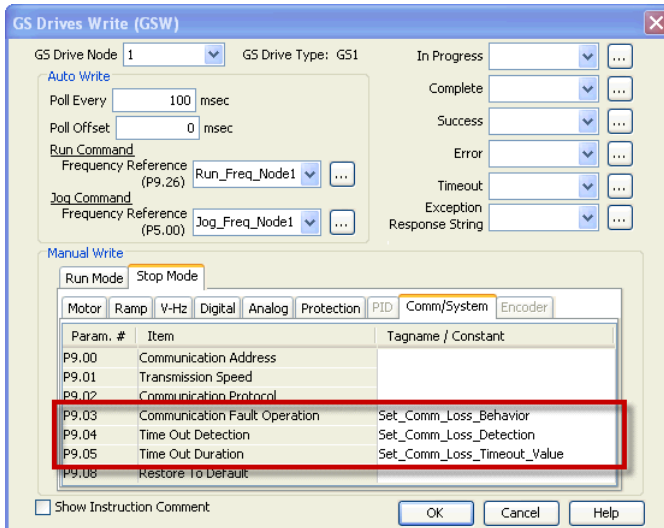 GS Drives Write (GSW)
GS Drive Node 1 GS Drive Type: GS1
Auto Write
Poll Every 100 msec
Poll Offset 0 msec
Run Command
Frequency Reference (P9.26) Run_Freq_Node1 ...
Jog Command
Frequency Reference (P5.00) Jog_Freq_Node1 ...
In Progress ...
Complete ...
Success ...
Error ...
Timeout ...
Exception Response String ...
Manual Write
Run Mode Stop Mode
Motor Ramp V-Hz Digital Analog Protection PID Comm/System Encoder
Param. # Item Tagname / Constant
P9.00 Communication Address
P9.01 Transmission Speed
P9.02 Communication Protocol
P9.03 Communication Fault Operation Set_Comm_Loss_Behavior
P9.04 Time Out Detection Set_Comm_Loss_Detection
P9.05 Time Out Duration Set_Comm_Loss_Timeout_Value
P9.08 Restore To Default
Show Instruction Comment OK Cancel Help